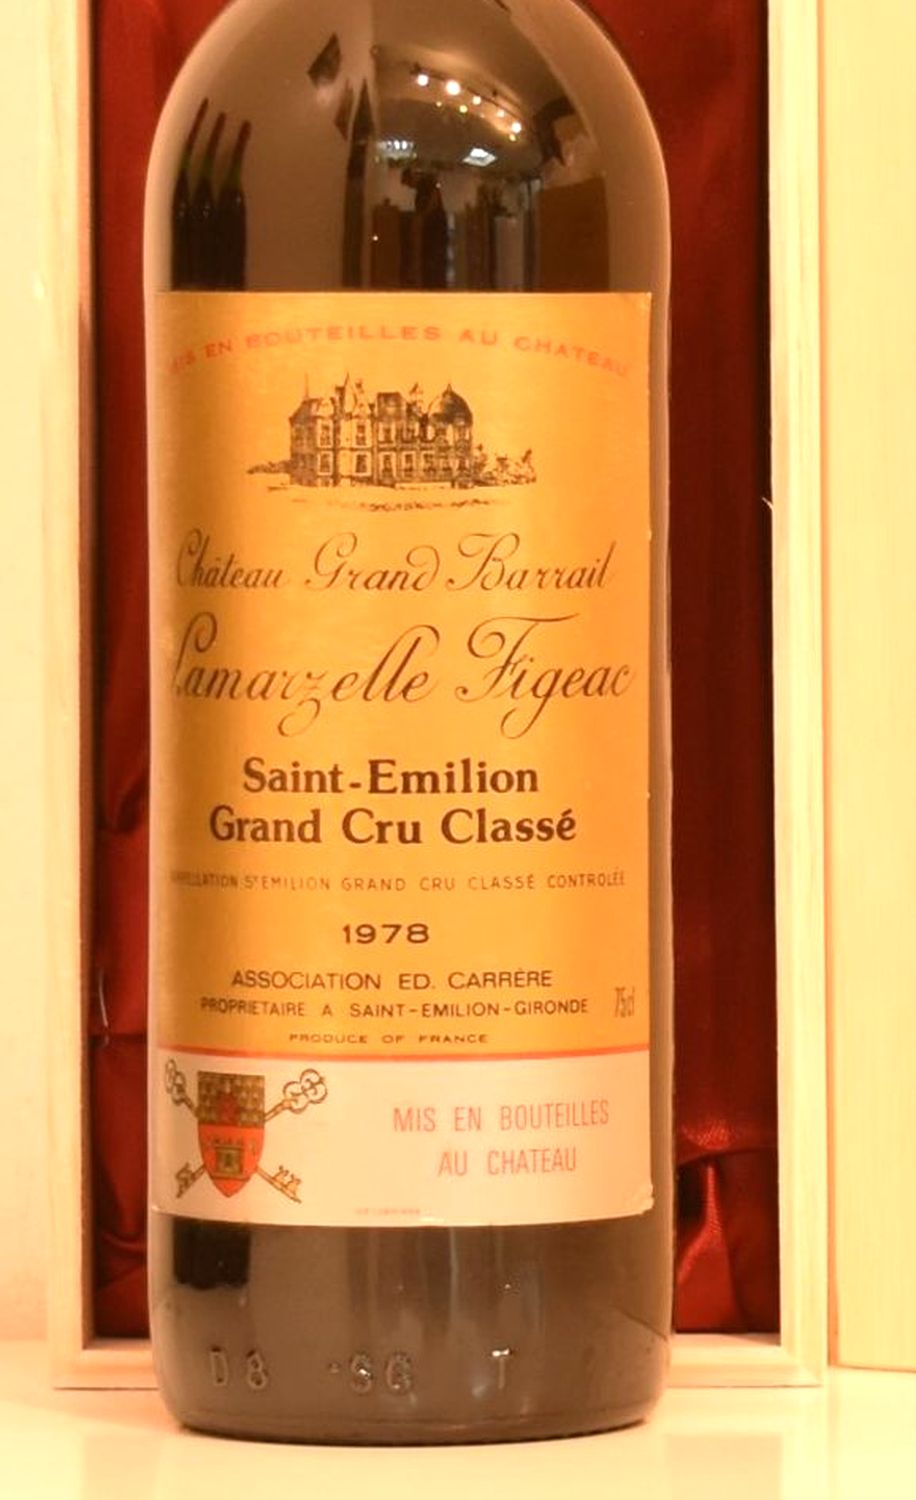 MIS EN BOUTEILLES AU CHATEAU
Château Grand Barrail
Lamarzelle Figeac
Saint-Emilion
Grand Cru Classé
APPELLATION ST EMILION GRAND CRU CLASSÉ CONTROLÉE
1978
ASSOCIATION ED. CARRÈRE
PROPRIETAIRE A SAINT-EMILION-GIRONDE
75cl
PRODUCE OF FRANCE
MIS EN BOUTEILLES
AU CHATEAU
D8 T